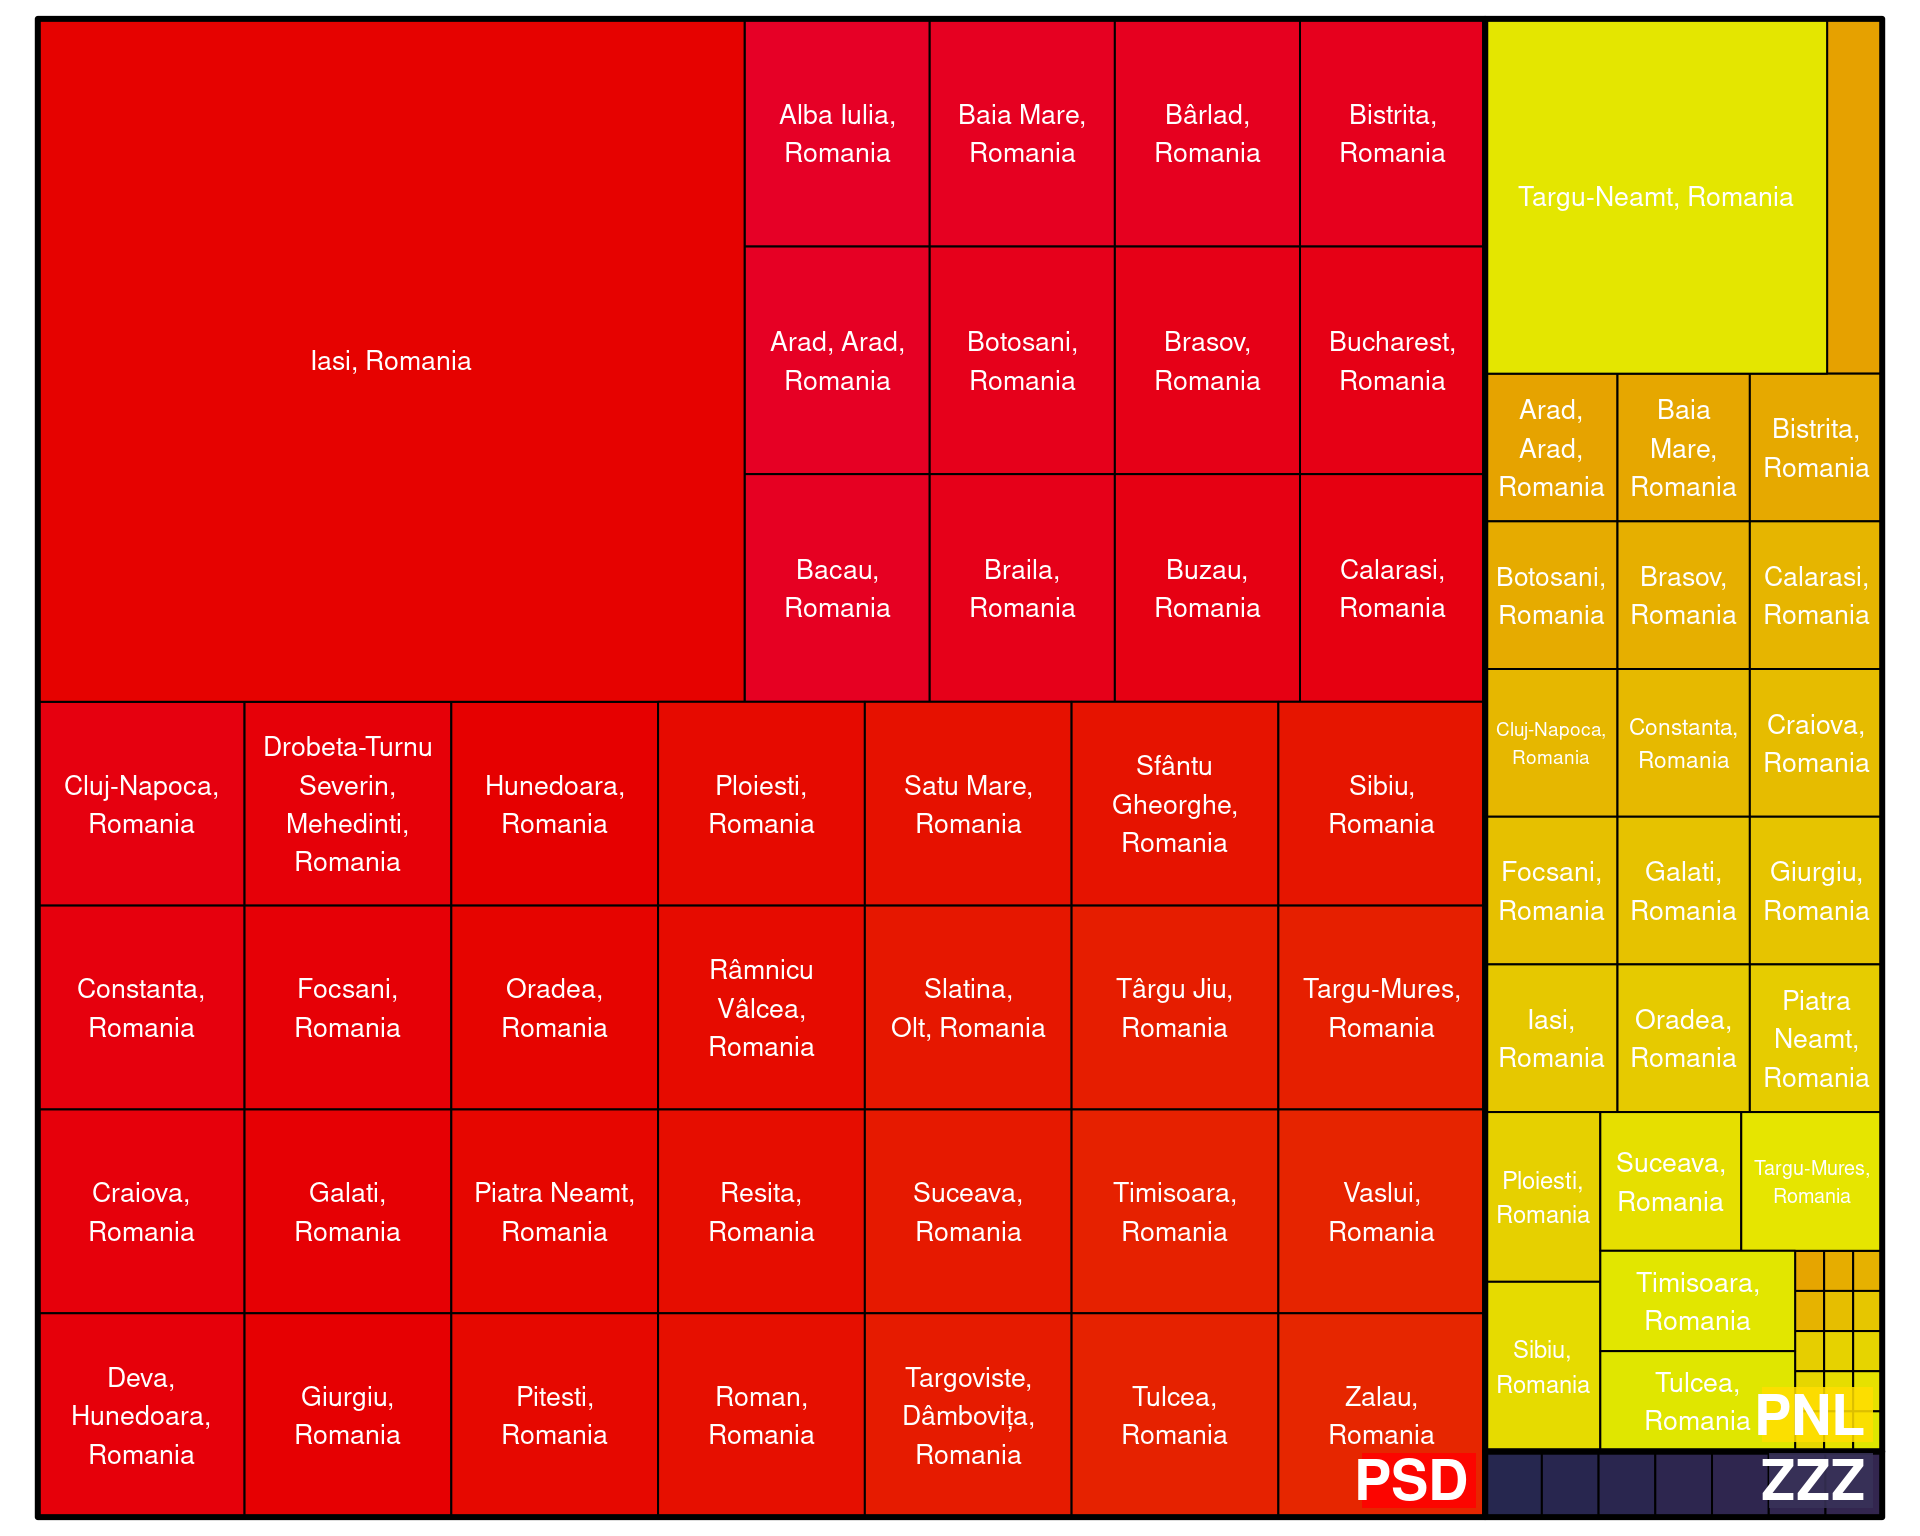 Iasi, Romania
Alba Iulia,
Romania
Baia Mare,
Romania
Bârlad,
Romania
Bistrita,
Romania
Arad, Arad,
Romania
Botosani,
Romania
Brasov,
Romania
Bucharest,
Romania
Bacau,
Romania
Braila,
Romania
Buzau,
Romania
Calarasi,
Romania
Cluj-Napoca,
Romania
Drobeta-Turnu
Severin,
Mehedinti,
Romania
Hunedoara,
Romania
Ploiesti,
Romania
Satu Mare,
Romania
Sfântu
Gheorghe,
Romania
Sibiu,
Romania
Constanta,
Romania
Focsani,
Romania
Oradea,
Romania
Râmnicu
Vâlcea,
Romania
Slatina,
Olt, Romania
Târgu Jiu,
Romania
Targu-Mures,
Romania
Craiova,
Romania
Galati,
Romania
Piatra Neamt,
Romania
Resita,
Romania
Suceava,
Romania
Timisoara,
Romania
Vaslui,
Romania
Deva,
Hunedoara,
Romania
Giurgiu,
Romania
Pitesti,
Romania
Roman,
Romania
Targoviste,
Dâmbovița,
Romania
Tulcea,
Romania
Zalau,
Romania
PSD
Targu-Neamt, Romania
Arad,
Arad,
Romania
Baia
Mare,
Romania
Bistrita,
Romania
Botosani,
Romania
Brasov,
Romania
Calarasi,
Romania
Cluj-Napoca,
Romania
Constanta,
Romania
Craiova,
Romania
Focsani,
Romania
Galati,
Romania
Giurgiu,
Romania
Iasi,
Romania
Oradea,
Romania
Piatra
Neamt,
Romania
Ploiesti,
Romania
Suceava,
Romania
Targu-Mures,
Romania
Sibiu,
Romania
Timisoara,
Romania
Tulcea,
Romania
PNL
ZZZ